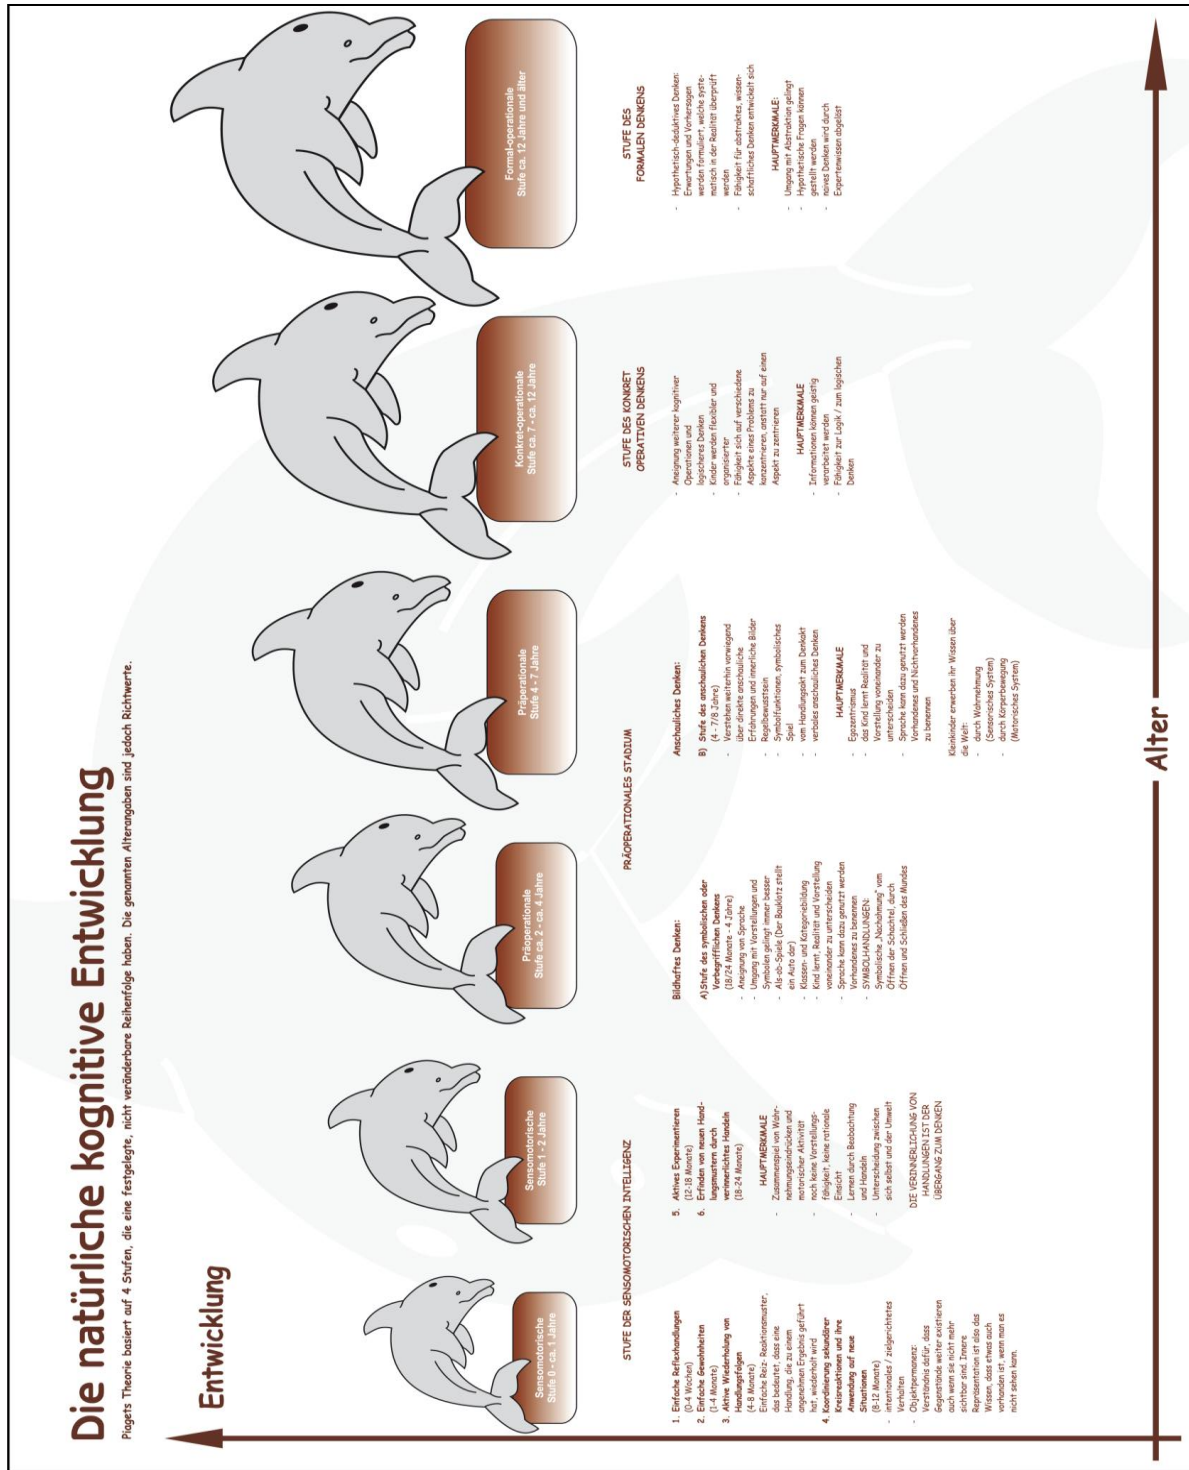 Die natürliche kognitive Entwicklung
Piagets Theorie basiert auf 4 Stufen, die eine festgelegte, nicht veränderbare Reihenfolge haben. Die genannten Alterangaben sind jedoch Richtwerte.
Entwicklung
Sensomotorische
Stufe 0 - ca. 1 Jahre
Sensomotorische
Stufe 1 - 2 Jahre
Präoperationale
Stufe ca. 2 - ca. 4 Jahre
Präperationale
Stufe 4 - 7 Jahre
Konkret-operationale
Stufe ca. 7 - ca. 12 Jahre
Formal-operationale
Stufe ca. 12 Jahre und älter
STUFE DER SENSOMOTORISCHEN INTELLIGENZ
1. Einfache Reflexhandlungen
(0-4 Wochen)
2. Einfache Gewohnheiten
(1-4 Monate)
3. Aktive Wiederholung von
Handlungsfolgen
(4-8 Monate)
Einfache Reiz- Reaktionsmuster,
das bedeutet, dass eine
Handlung, die zu einem
angenehmen Ergebnis geführt
hat, wiederholt wird
4. Koordinierung sekundärer
Kreisreaktionen und ihre
Anwendung auf neue
Situationen
(8-12 Monate)
- intentionales / zielgerichtetes
Verhalten
- Objektpermanenz:
Verständnis dafür, dass
Gegenstände weiter existieren
auch wenn sie nicht mehr
sichtbar sind. Innere
Repräsentation ist also das
Wissen, dass etwas auch
vorhanden ist, wenn man es
nicht sehen kann.
5. Aktives Experimentieren
(12-18 Monate)
6. Erfinden von neuen Hand-
lungsmustern durch
verinnerlichtes Handeln
(18-24 Monate)
HAUPTMERKMALE
- Zusammenspiel von Wahr-
nehmungseindrücken und
motorischer Aktivität
- noch keine Vorstellungs-
fähigkeit, keine rationale
Einsicht
- Lernen durch Beobachtung
und Handeln
- Unterscheidung zwischen
sich selbst und der Umwelt
DIE VERINNERLICHUNG VON
HANDLUNGEN IST DER
ÜBERGANG ZUM DENKEN
PRÄOPERATIONALES STADIUM
Bildhaftes Denken:
A) Stufe des symbolischen oder
Vorbegrifflichen Denkens
(18/24 Monate - 4 Jahre)
- Aneignung von Sprache
- Umgang mit Vorstellungen und
Symbolen gelingt immer besser
- Als-ob-Spiele (Der Bauklotz stellt
ein Auto dar)
- Klassen- und Kategoriebildung
- Kind lernt, Realität und Vorstellung
voneinander zu unterscheiden
- Sprache kann dazu genutzt werden
Vorhandenes zu benennen
- SYMBOLHANDLUNGEN:
Symbolische „Nachahmung" vom
Öffnen der Schachtel, durch
Öffnen und Schließen des Mundes
Anschauliches Denken:
B) Stufe des anschaulichen Denkens
(4 - 7/8 Jahre)
- Verstehen weiterhin vorwiegend
über direkte anschauliche
Erfahrungen und innerliche Bilder
- Regelbewusstsein
- Symbolfunktionen, symbolisches
Spiel
- vom Handlungsakt zum Denkakt
- verbales anschauliches Denken
HAUPTMERKMALE
- Egozentrismus
- das Kind lernt Realität und
Vorstellung voneinander zu
unterscheiden
- Sprache kann dazu genutzt werden
Vorhandenes und Nichtvorhandenes
zu benennen
Kleinkinder erwerben ihr Wissen über
die Welt:
- durch Wahrnehmung
(Sensorisches System)
- durch Körperbewegung
(Motorisches System)
STUFE DES KONKRET
OPERATIVEN DENKENS
- Aneignung weiterer kognitiver
Operationen und
logischeres Denken
- Kinder werden flexibler und
organisierter
- Fähigkeit sich auf verschiedene
Aspekte eines Problems zu
konzentrieren, anstatt nur auf einen
Aspekt zu zentrieren
HAUPTMERKMALE
- Informationen können geistig
verarbeitet werden
- Fähigkeit zur Logik / zum logischen
Denken
STUFE DES
FORMALEN DENKENS
- Hypothetisch-deduktives Denken:
Erwartungen und Vorhersagen
werden formuliert, welche syste-
matisch in der Realität überprüft
werden
- Fähigkeit für abstraktes, wissen-
schaftliches Denken entwickelt sich
HAUPTMERKMALE:
- Umgang mit Abstraktion gelingt
- Hypothetische Fragen können
gestellt werden
- naives Denken wird durch
Expertenwissen abgelöst
Alter